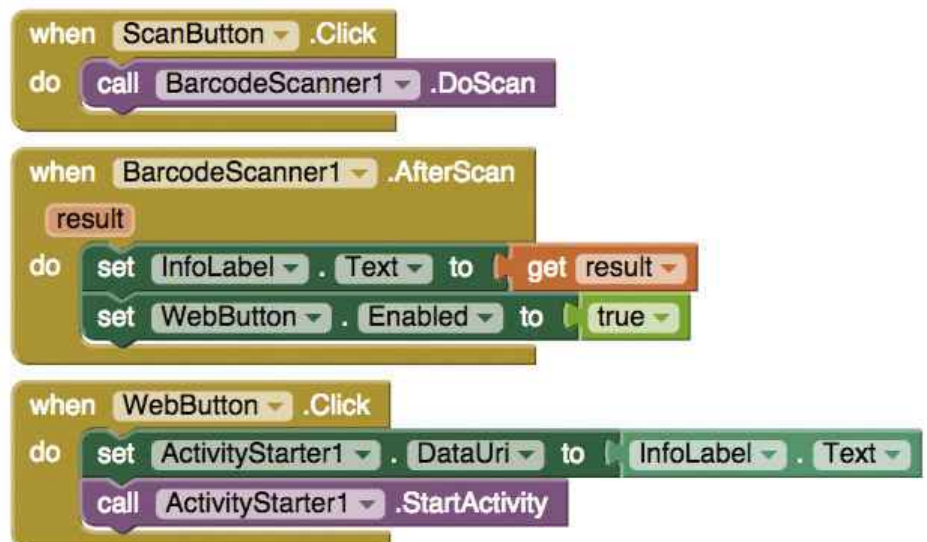 when ScanButton .Click
do call BarcodeScanner1 .DoScan
when BarcodeScanner1 .AfterScan
result
do set InfoLabel . Text to get result
set WebButton . Enabled to true
when WebButton .Click
do set ActivityStarter1 . DataUri to InfoLabel . Text
call ActivityStarter1 .StartActivity